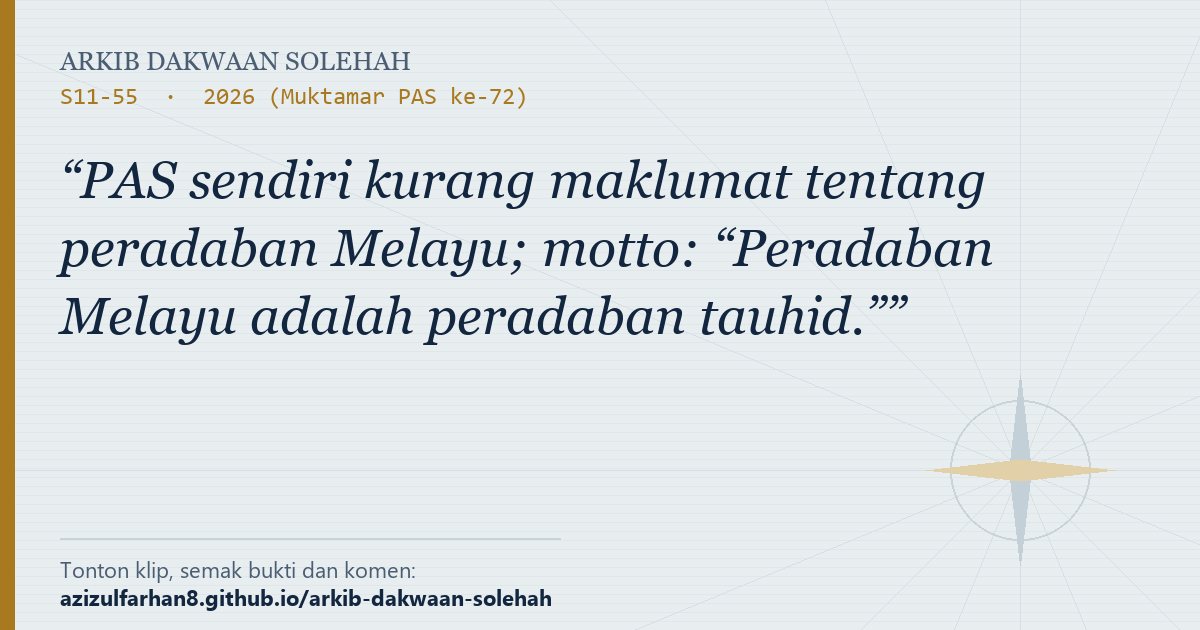 ARKIB DAKWAAN SOLEHAH
S11-55 · 2026 (Muktamar PAS ke-72)
“PAS sendiri kurang maklumat tentang
peradaban Melayu; motto: “Peradaban
Melayu adalah peradaban tauhid.””
Tonton klip, semak bukti dan komen:
azizulfarhan8.github.io/arkib-dakwaan-solehah